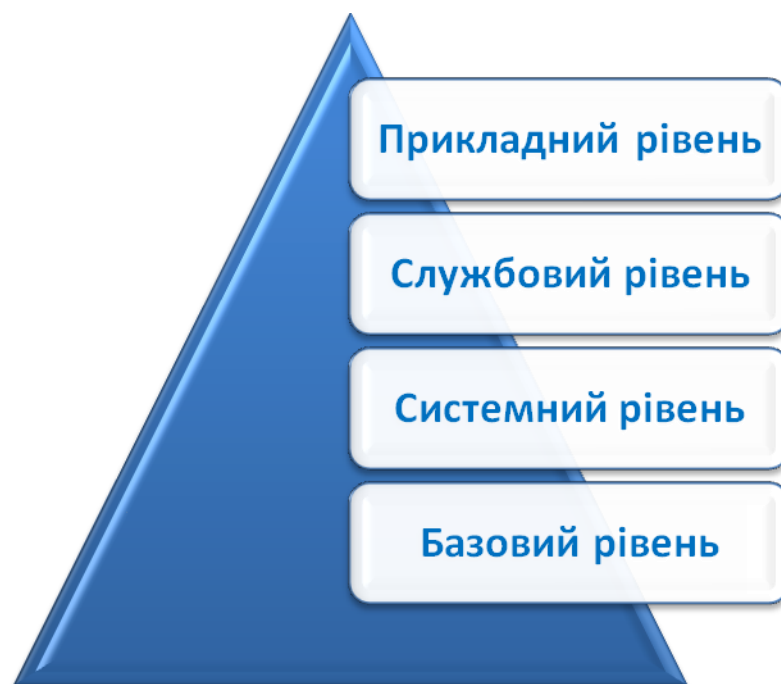 Прикладний рівень
Службовий рівень
Системний рівень
Базовий рівень